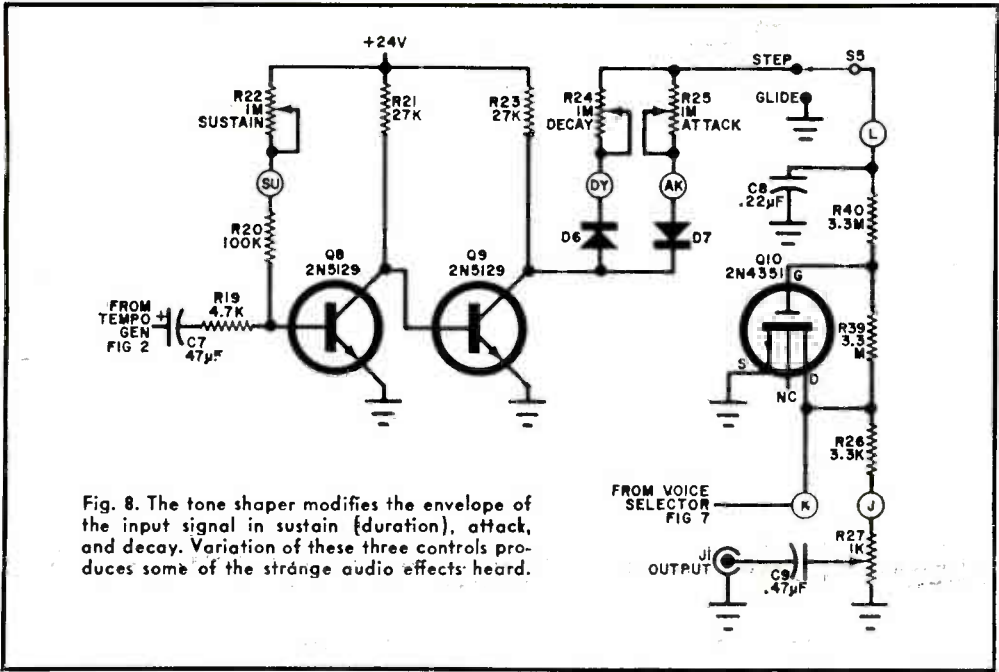 +24V
R22
1M
SUSTAIN
R21
27K
R23
27K
R24
1M
DECAY
R25
1M
ATTACK
STEP
S5
GLIDE
L
SU
DY
AK
C8
.22µF
R40
3.3M
R20
100K
D6
D7
Q8
2N5129
Q9
2N5129
Q10
2N4351
G
FROM
TEMPO
GEN
FIG 2
+
C7
47µF
R19
4.7K
R39
3.3
M
S
D
NC
R26
3.3K
FROM VOICE
SELECTOR
FIG 7
K
J
R27
1K
J1
OUTPUT
C9
.47µF
Fig. 8. The tone shaper modifies the envelope of
the input signal in sustain (duration), attack,
and decay. Variation of these three controls pro-
duces some of the strange audio effects heard.